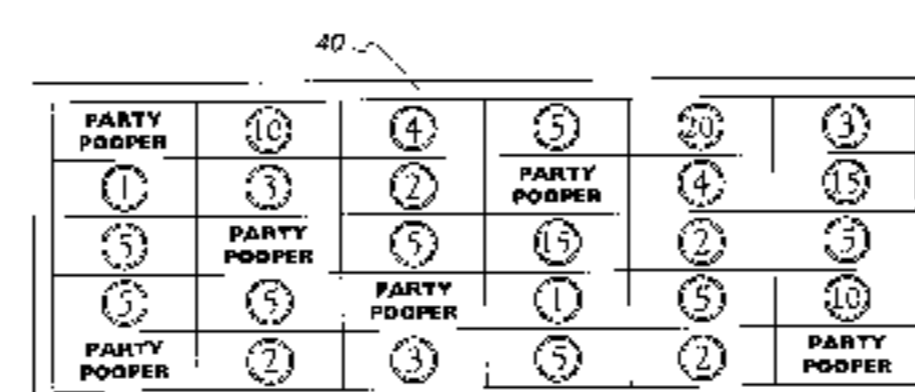 40
PARTY POOPER 10 4 5 20 3
1 3 2 PARTY POOPER 4 15
5 PARTY POOPER 5 15 2 5
5 5 PARTY POOPER 1 5 10
PARTY POOPER 2 3 5 2 PARTY POOPER